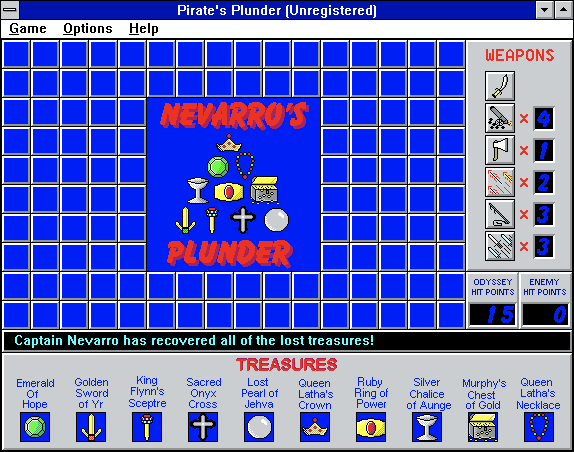 Pirate's Plunder (Unregistered)
Game Options Help
WEAPONS
× 4
× 1
× 2
× 3
× 3
NEVARRO'S
PLUNDER
ODYSSEY
HIT POINTS
15
ENEMY
HIT POINTS
0
Captain Nevarro has recovered all of the lost treasures!
TREASURES
Emerald
Of
Hope
Golden
Sword
of Yr
King
Flynn's
Sceptre
Sacred
Onyx
Cross
Lost
Pearl of
Jehva
Queen
Latha's
Crown
Ruby
Ring of
Power
Silver
Chalice
of Aunge
Murphy's
Chest
of Gold
Queen
Latha's
Necklace